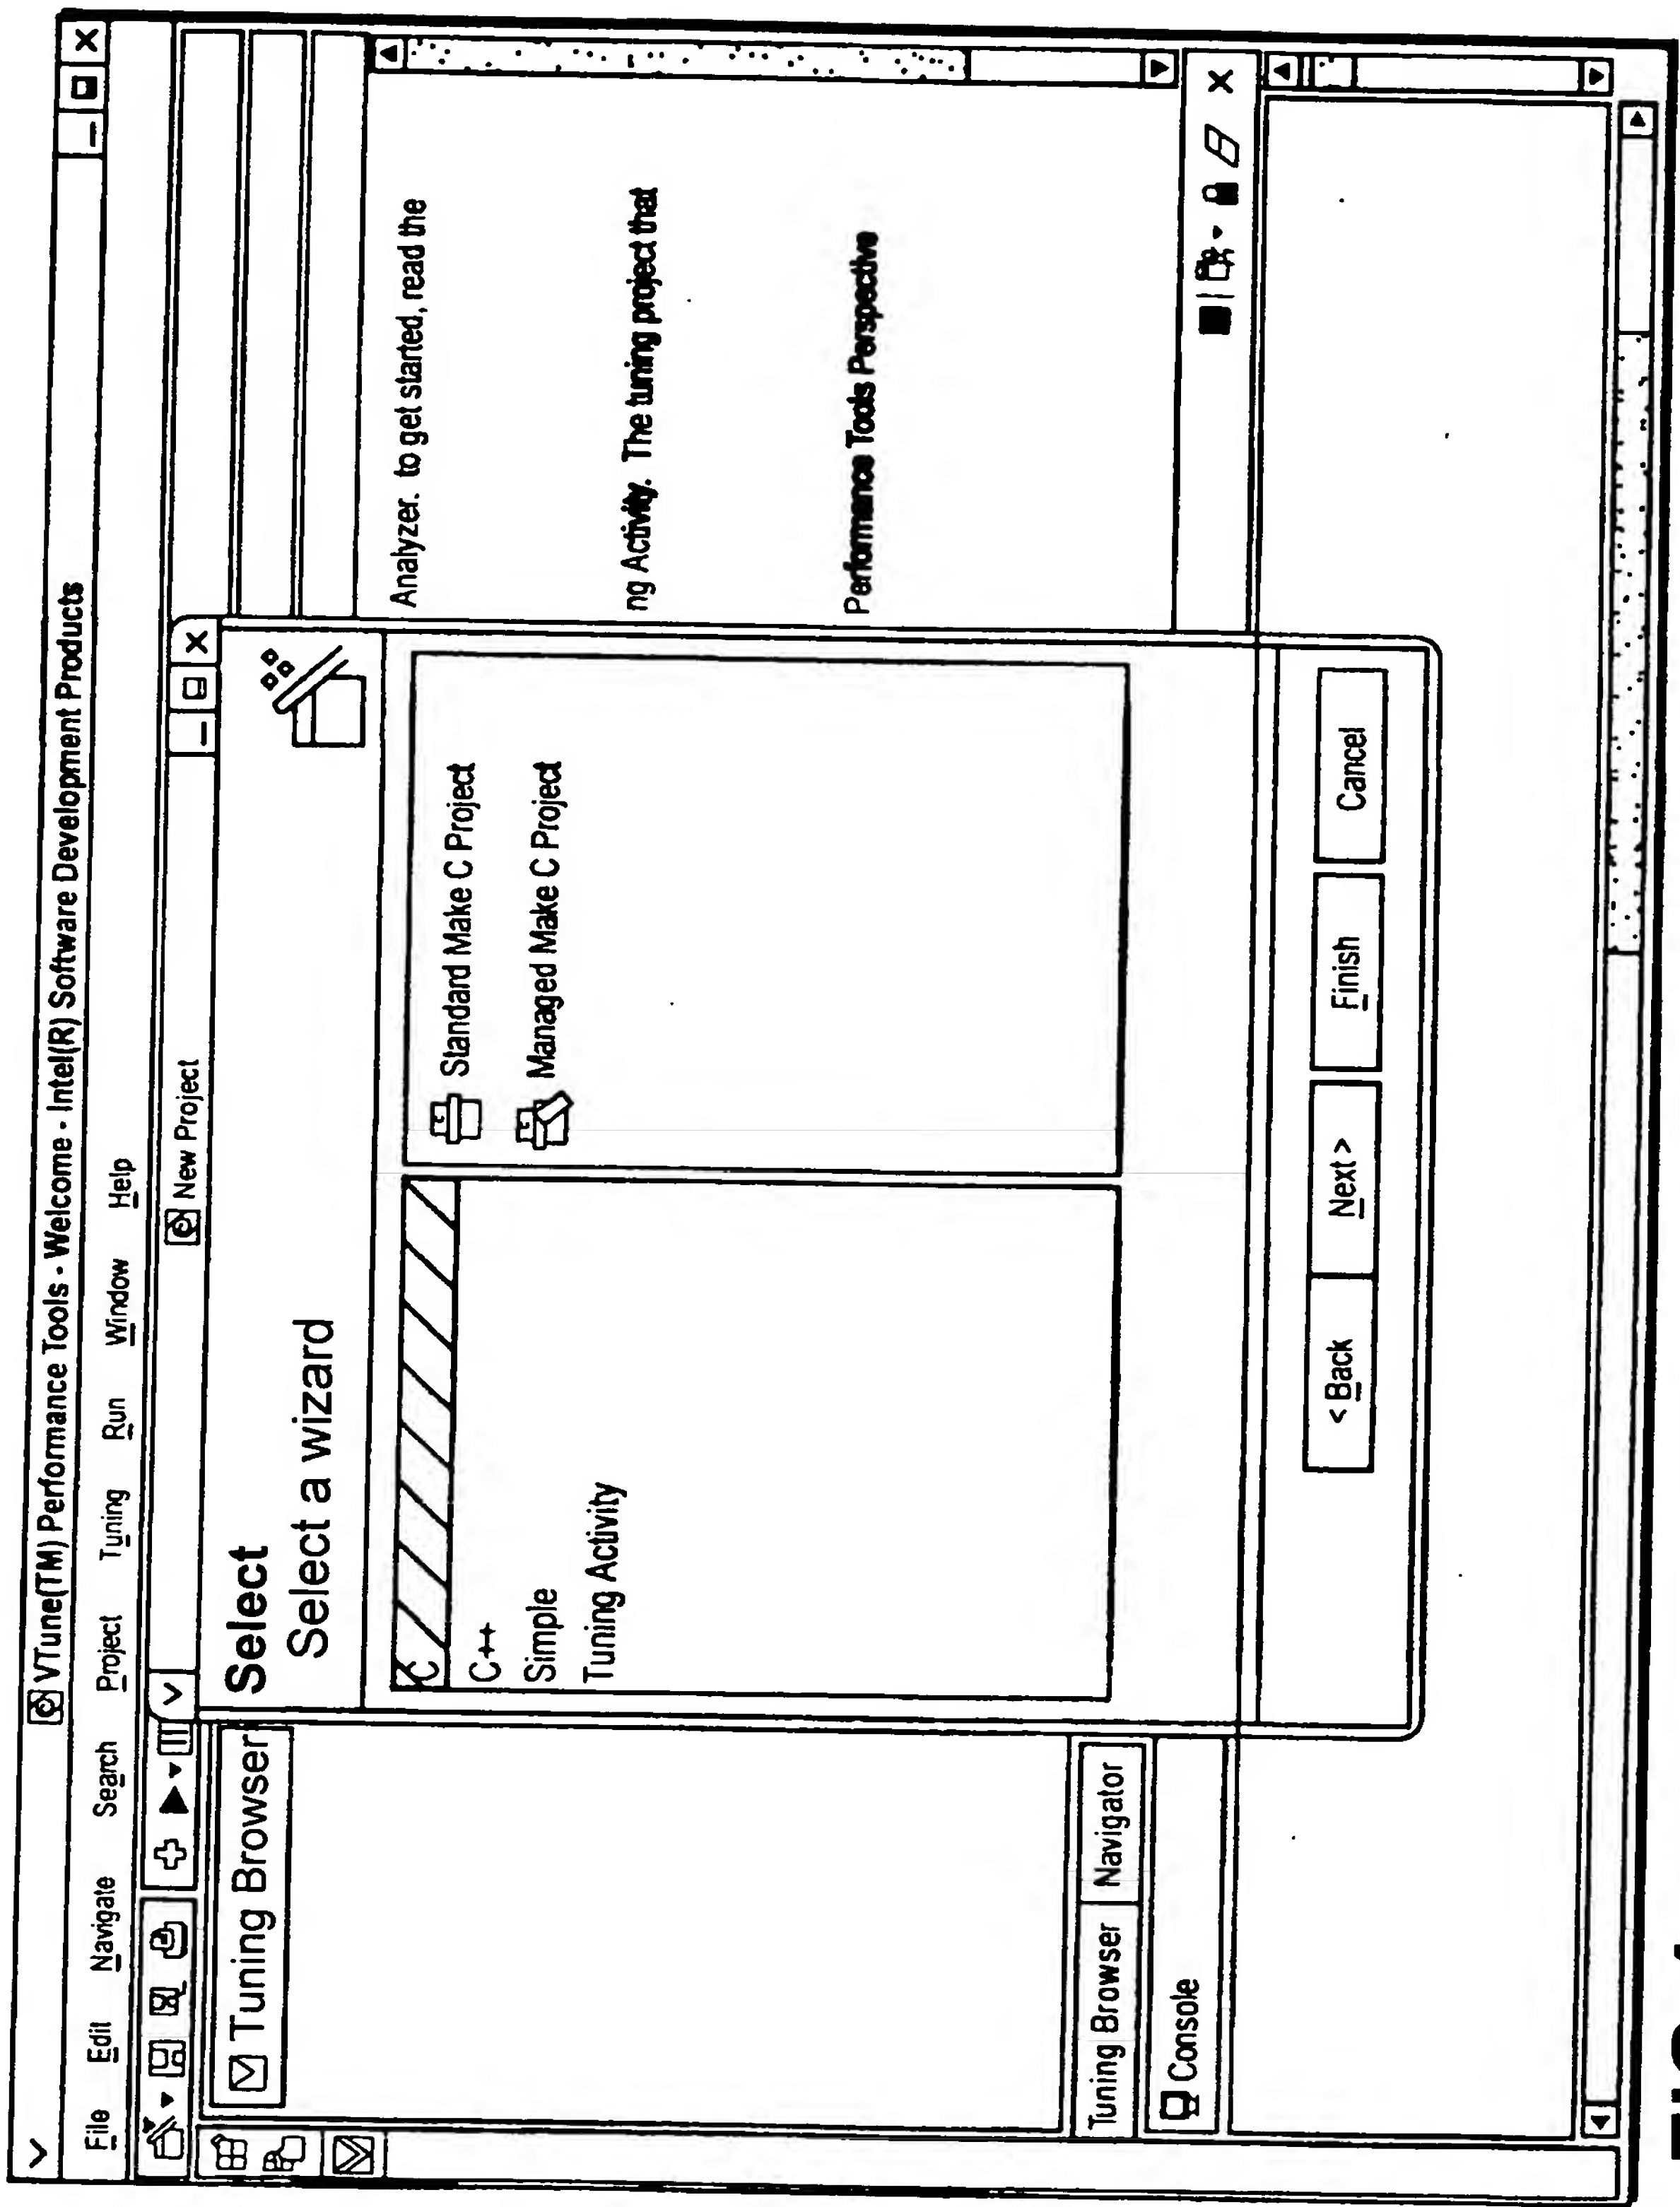 VTune(TM) Performance Tools - Welcome - Intel(R) Software Development Products
File Edit Navigate Search Project Tuning Run Window Help
New Project
Tuning Browser
Select
Select a wizard
C
C++
Simple
Tuning Activity
Standard Make C Project
Managed Make C Project
Analyzer. to get started, read the
ng Activity. The tuning project that
Performance Tools Perspective
Tuning Browser Navigator
Console
< Back Next > Finish Cancel